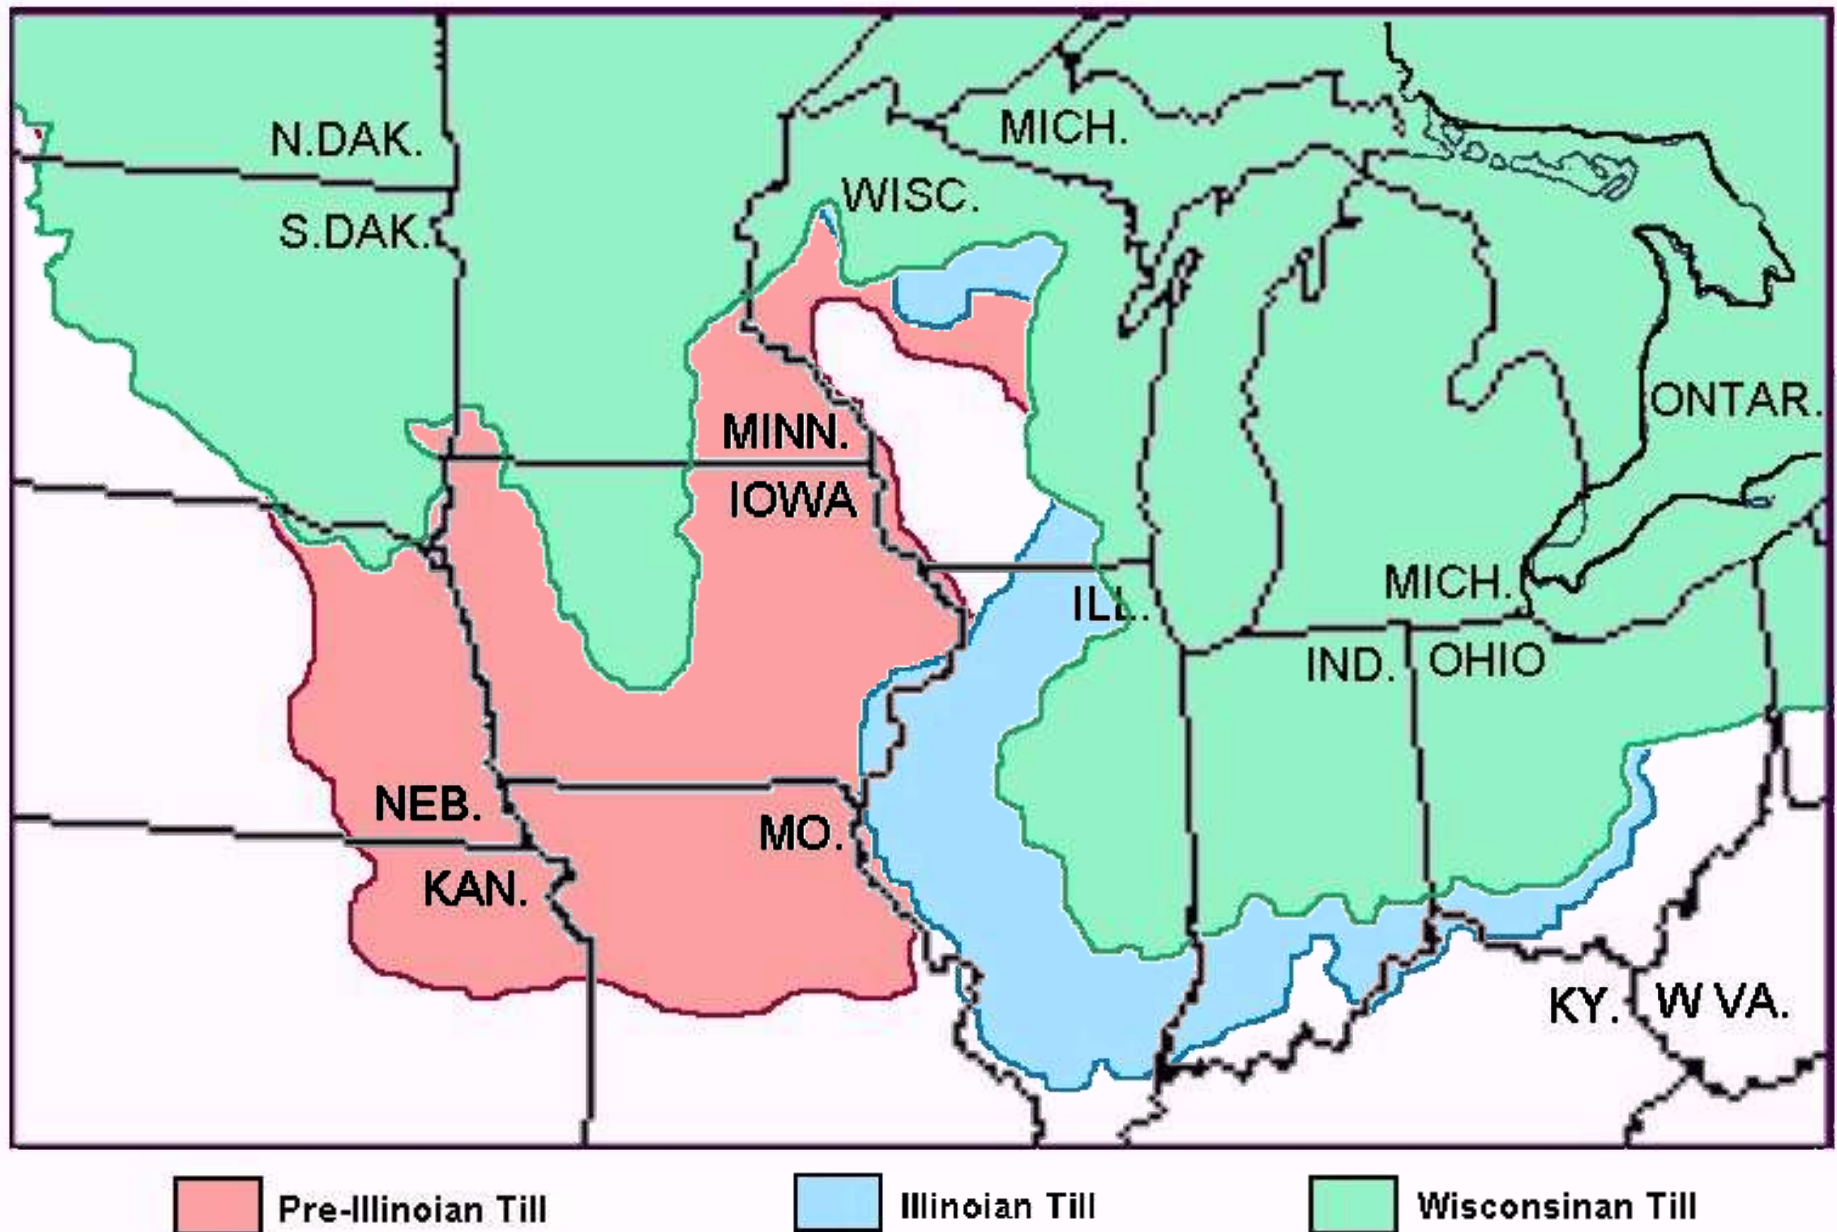 N.DAK.
MICH.
WISC.
S.DAK.
ONTAR.
MINN.
IOWA
MICH.
ILL.
IND.
OHIO
NEB.
MO.
KAN.
KY.
W VA.
Pre-Illinoian Till
Illinoian Till
Wisconsinan Till